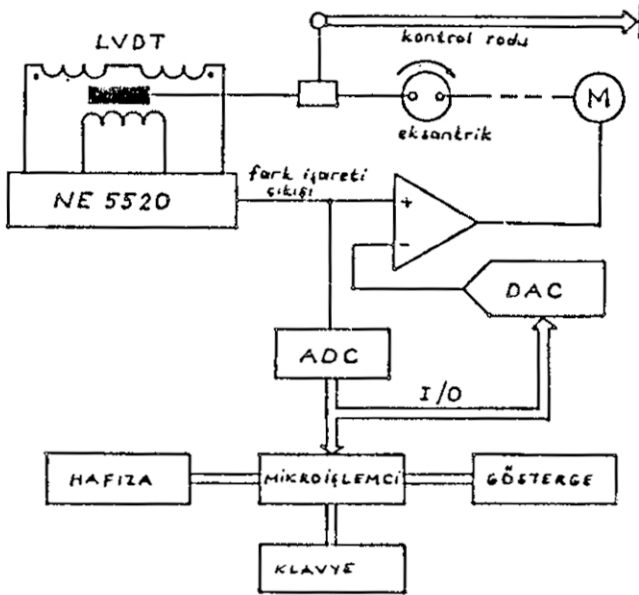 LVDT
kontrol rodu
eksantrik
M
NE 5520
fark işareti
çıkışı
+
−
DAC
ADC
I/O
HAFIZA
MİKROİŞLEMCİ
GÖSTERGE
KLAVYE